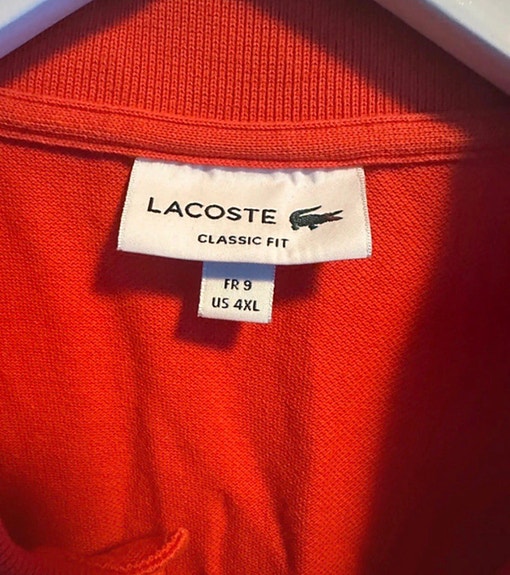 LACOSTE
CLASSIC FIT
FR 9
US 4XL